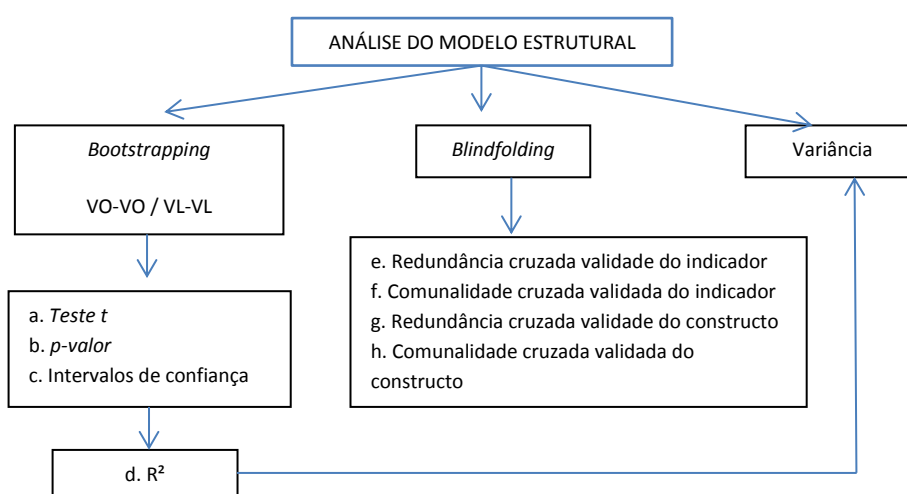 ANÁLISE DO MODELO ESTRUTURAL
Bootstrapping
VO-VO / VL-VL
Blindfolding
Variância
a. Teste t
b. p-valor
c. Intervalos de confiança
e. Redundância cruzada validade do indicador
f. Comunalidade cruzada validada do indicador
g. Redundância cruzada validade do constructo
h. Comunalidade cruzada validada do
constructo
d. R²